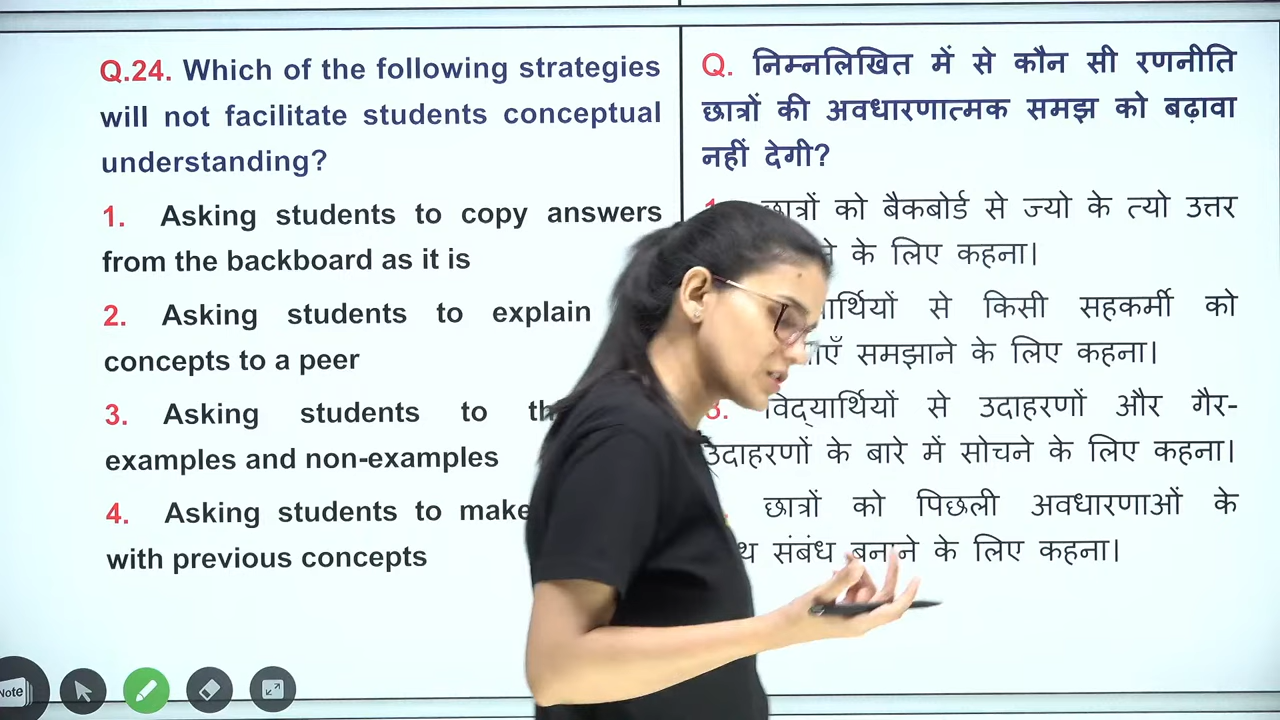 Q.24. Which of the following strategies
will not facilitate students conceptual
understanding?
1. Asking students to copy answers
from the backboard as it is
2. Asking students to explain
concepts to a peer
3. Asking students to
examples and non-examples
4. Asking students to make
with previous concepts
Q. निम्नलिखित में से कौन सी रणनीति
छात्रों की अवधारणात्मक समझ को बढ़ावा
नहीं देगी?
छात्रों को बैकबोर्ड से ज्यो के त्यो उत्तर
के लिए कहना।
से किसी सहकर्मी को
समझाने के लिए कहना।
3. विद्यार्थियों से उदाहरणों और गैर-
उदाहरणों के बारे में सोचने के लिए कहना।
छात्रों को पिछली अवधारणाओं के
संबंध बनाने के लिए कहना।
Note